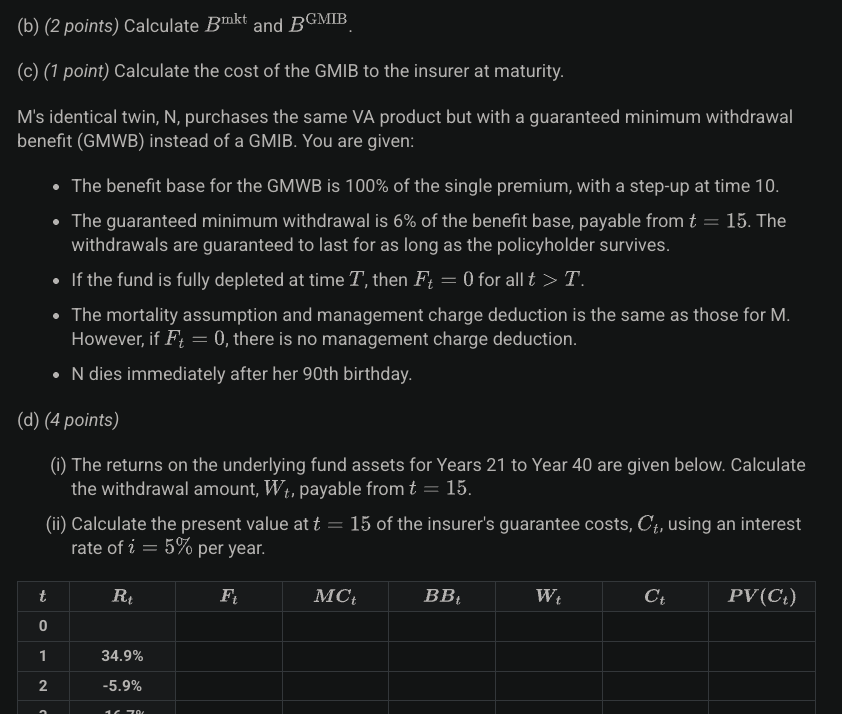 (b) (2 points) Calculate B^mkt and B^GMIB.
(c) (1 point) Calculate the cost of the GMIB to the insurer at maturity.
M's identical twin, N, purchases the same VA product but with a guaranteed minimum withdrawal
benefit (GMWB) instead of a GMIB. You are given:
• The benefit base for the GMWB is 100% of the single premium, with a step-up at time 10.
• The guaranteed minimum withdrawal is 6% of the benefit base, payable from t = 15. The
withdrawals are guaranteed to last for as long as the policyholder survives.
• If the fund is fully depleted at time T, then F_t = 0 for all t > T.
• The mortality assumption and management charge deduction is the same as those for M.
However, if F_t = 0, there is no management charge deduction.
• N dies immediately after her 90th birthday.
(d) (4 points)
(i) The returns on the underlying fund assets for Years 21 to Year 40 are given below. Calculate
the withdrawal amount, W_t, payable from t = 15.
(ii) Calculate the present value at t = 15 of the insurer's guarantee costs, C_t, using an interest
rate of i = 5% per year.
t R_t F_t MC_t BB_t W_t C_t PV(C_t)
0
1 34.9%
2 -5.9%